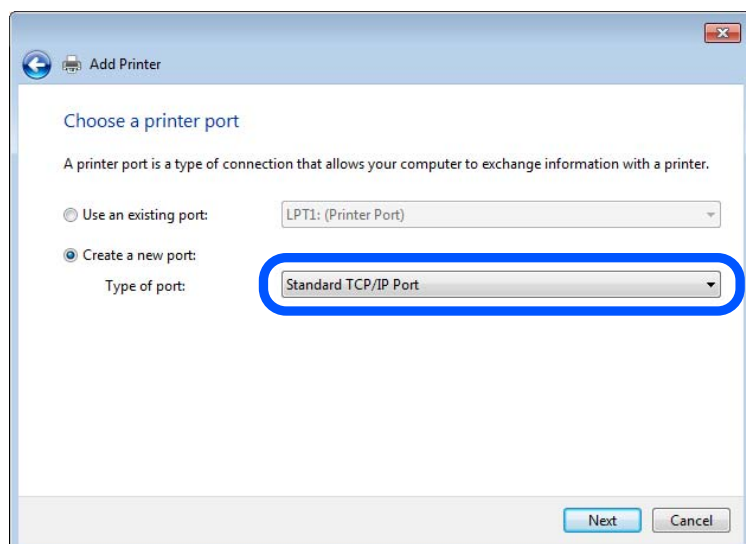 Add Printer
Choose a printer port
A printer port is a type of connection that allows your computer to exchange information with a printer.
Use an existing port: LPT1: (Printer Port)
Create a new port:
Type of port: Standard TCP/IP Port
Next Cancel